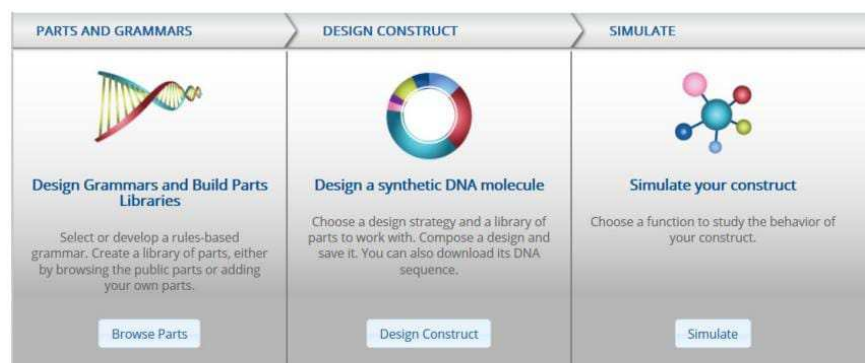 PARTS AND GRAMMARS
DESIGN CONSTRUCT
SIMULATE
Design Grammars and Build Parts
Libraries
Select or develop a rules-based
grammar. Create a library of parts, either
by browsing the public parts or adding
your own parts.
Browse Parts
Design a synthetic DNA molecule
Choose a design strategy and a library of
parts to work with. Compose a design and
save it. You can also download its DNA
sequence.
Design Construct
Simulate your construct
Choose a function to study the behavior of
your construct.
Simulate